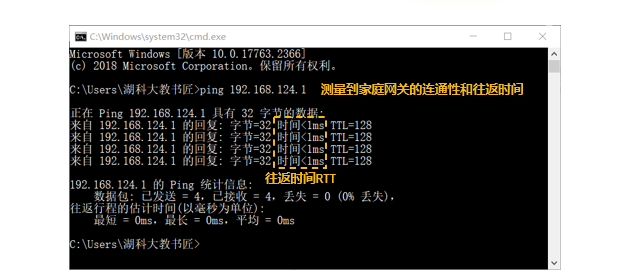 C:\Windows\system32\cmd.exe
Microsoft Windows [版本 10.0.17763.2366]
(c) 2018 Microsoft Corporation。保留所有权利。
C:\Users\湖科大教书匠>ping 192.168.124.1 测量到家庭网关的连通性和往返时间
正在 Ping 192.168.124.1 具有 32 字节的数据:
来自 192.168.124.1 的回复: 字节=32 时间<1ms TTL=128
来自 192.168.124.1 的回复: 字节=32 时间<1ms TTL=128
来自 192.168.124.1 的回复: 字节=32 时间<1ms TTL=128
来自 192.168.124.1 的回复: 字节=32 时间<1ms TTL=128
往返时间RTT
192.168.124.1 的 Ping 统计信息:
数据包: 已发送 = 4，已接收 = 4，丢失 = 0 (0% 丢失)，
往返行程的估计时间(以毫秒为单位):
最短 = 0ms，最长 = 0ms，平均 = 0ms
C:\Users\湖科大教书匠>